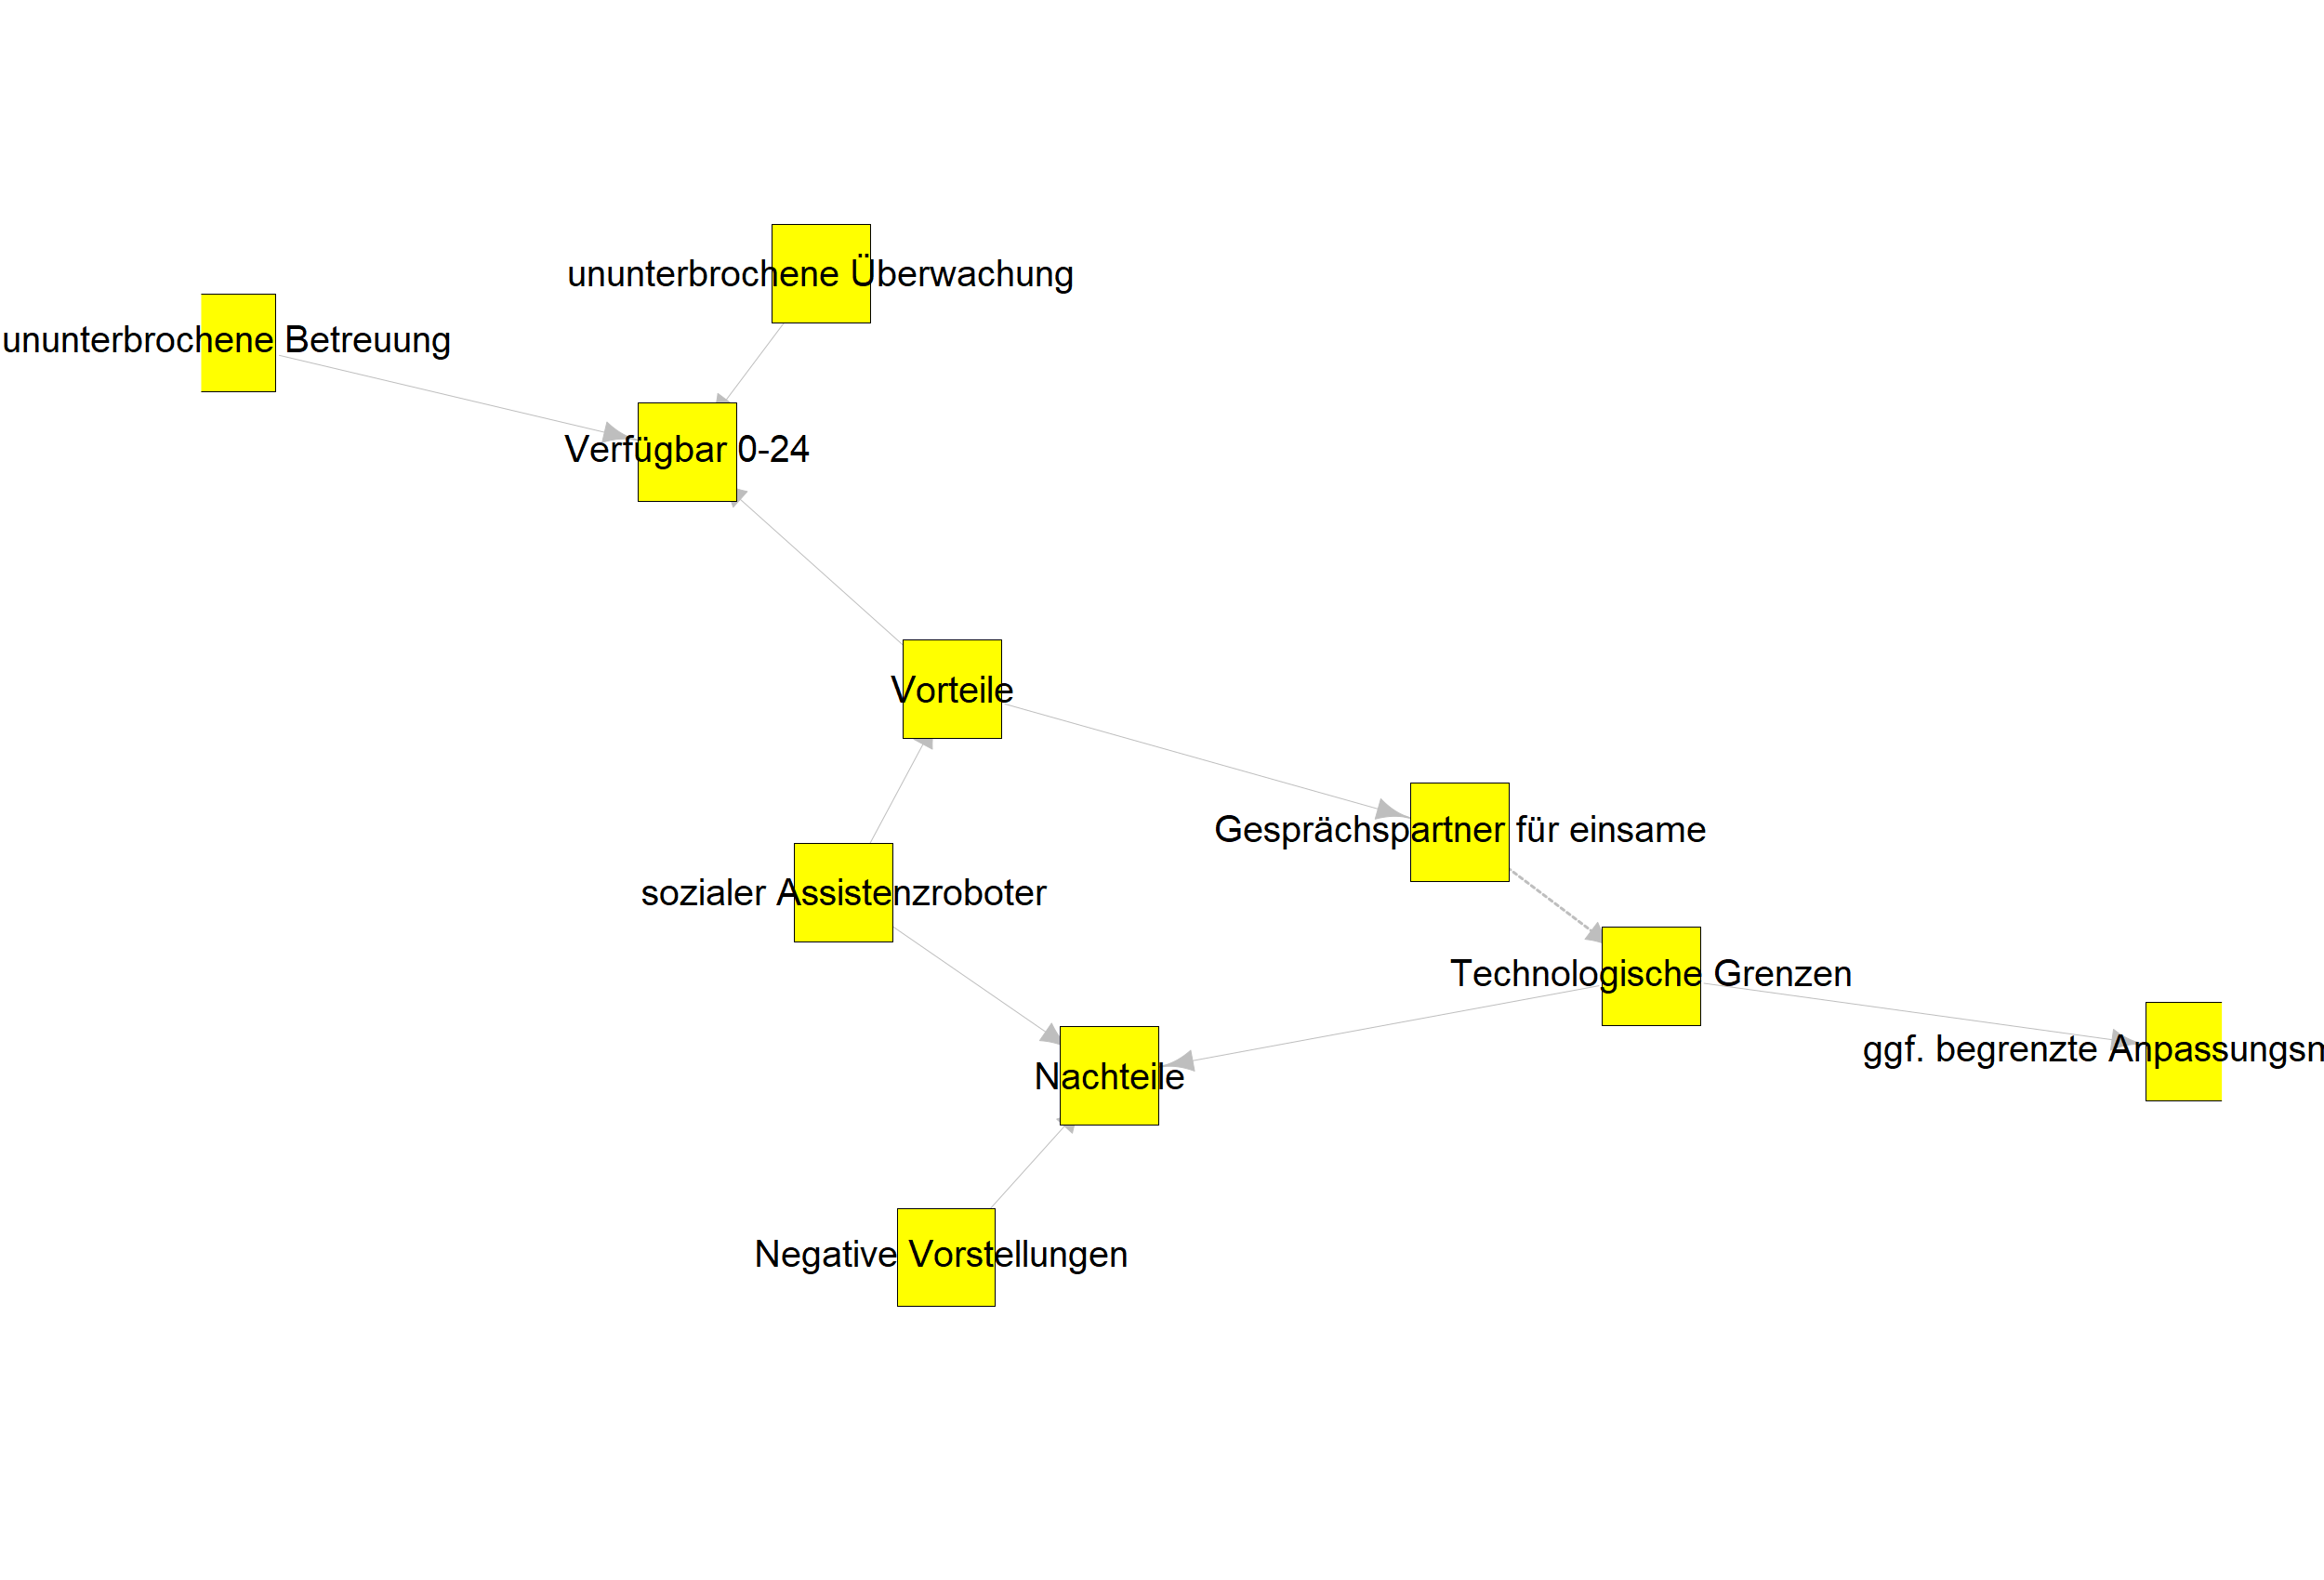 ununterbrochene Überwachung
ununterbrochene Betreuung
Verfügbar 0-24
Vorteile
Gesprächspartner für einsame
sozialer Assistenzroboter
Technologische Grenzen
ggf. begrenzte
Nachteile
Negative Vorstellungen